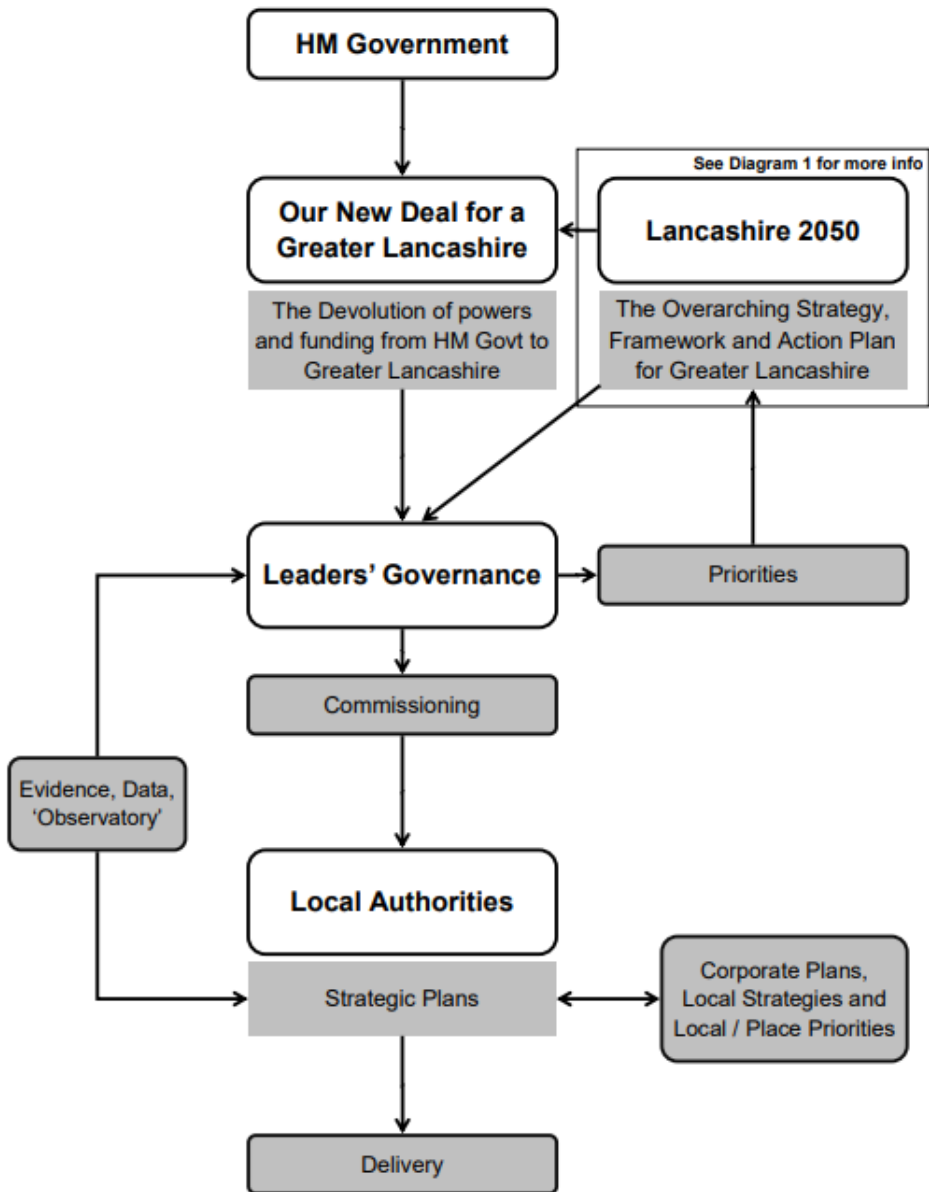 HM Government
See Diagram 1 for more info
Our New Deal for a
Greater Lancashire
Lancashire 2050
The Devolution of powers
and funding from HM Govt to
Greater Lancashire
The Overarching Strategy,
Framework and Action Plan
for Greater Lancashire
Leaders’ Governance
Priorities
Commissioning
Evidence, Data,
‘Observatory’
Local Authorities
Strategic Plans
Corporate Plans,
Local Strategies and
Local / Place Priorities
Delivery